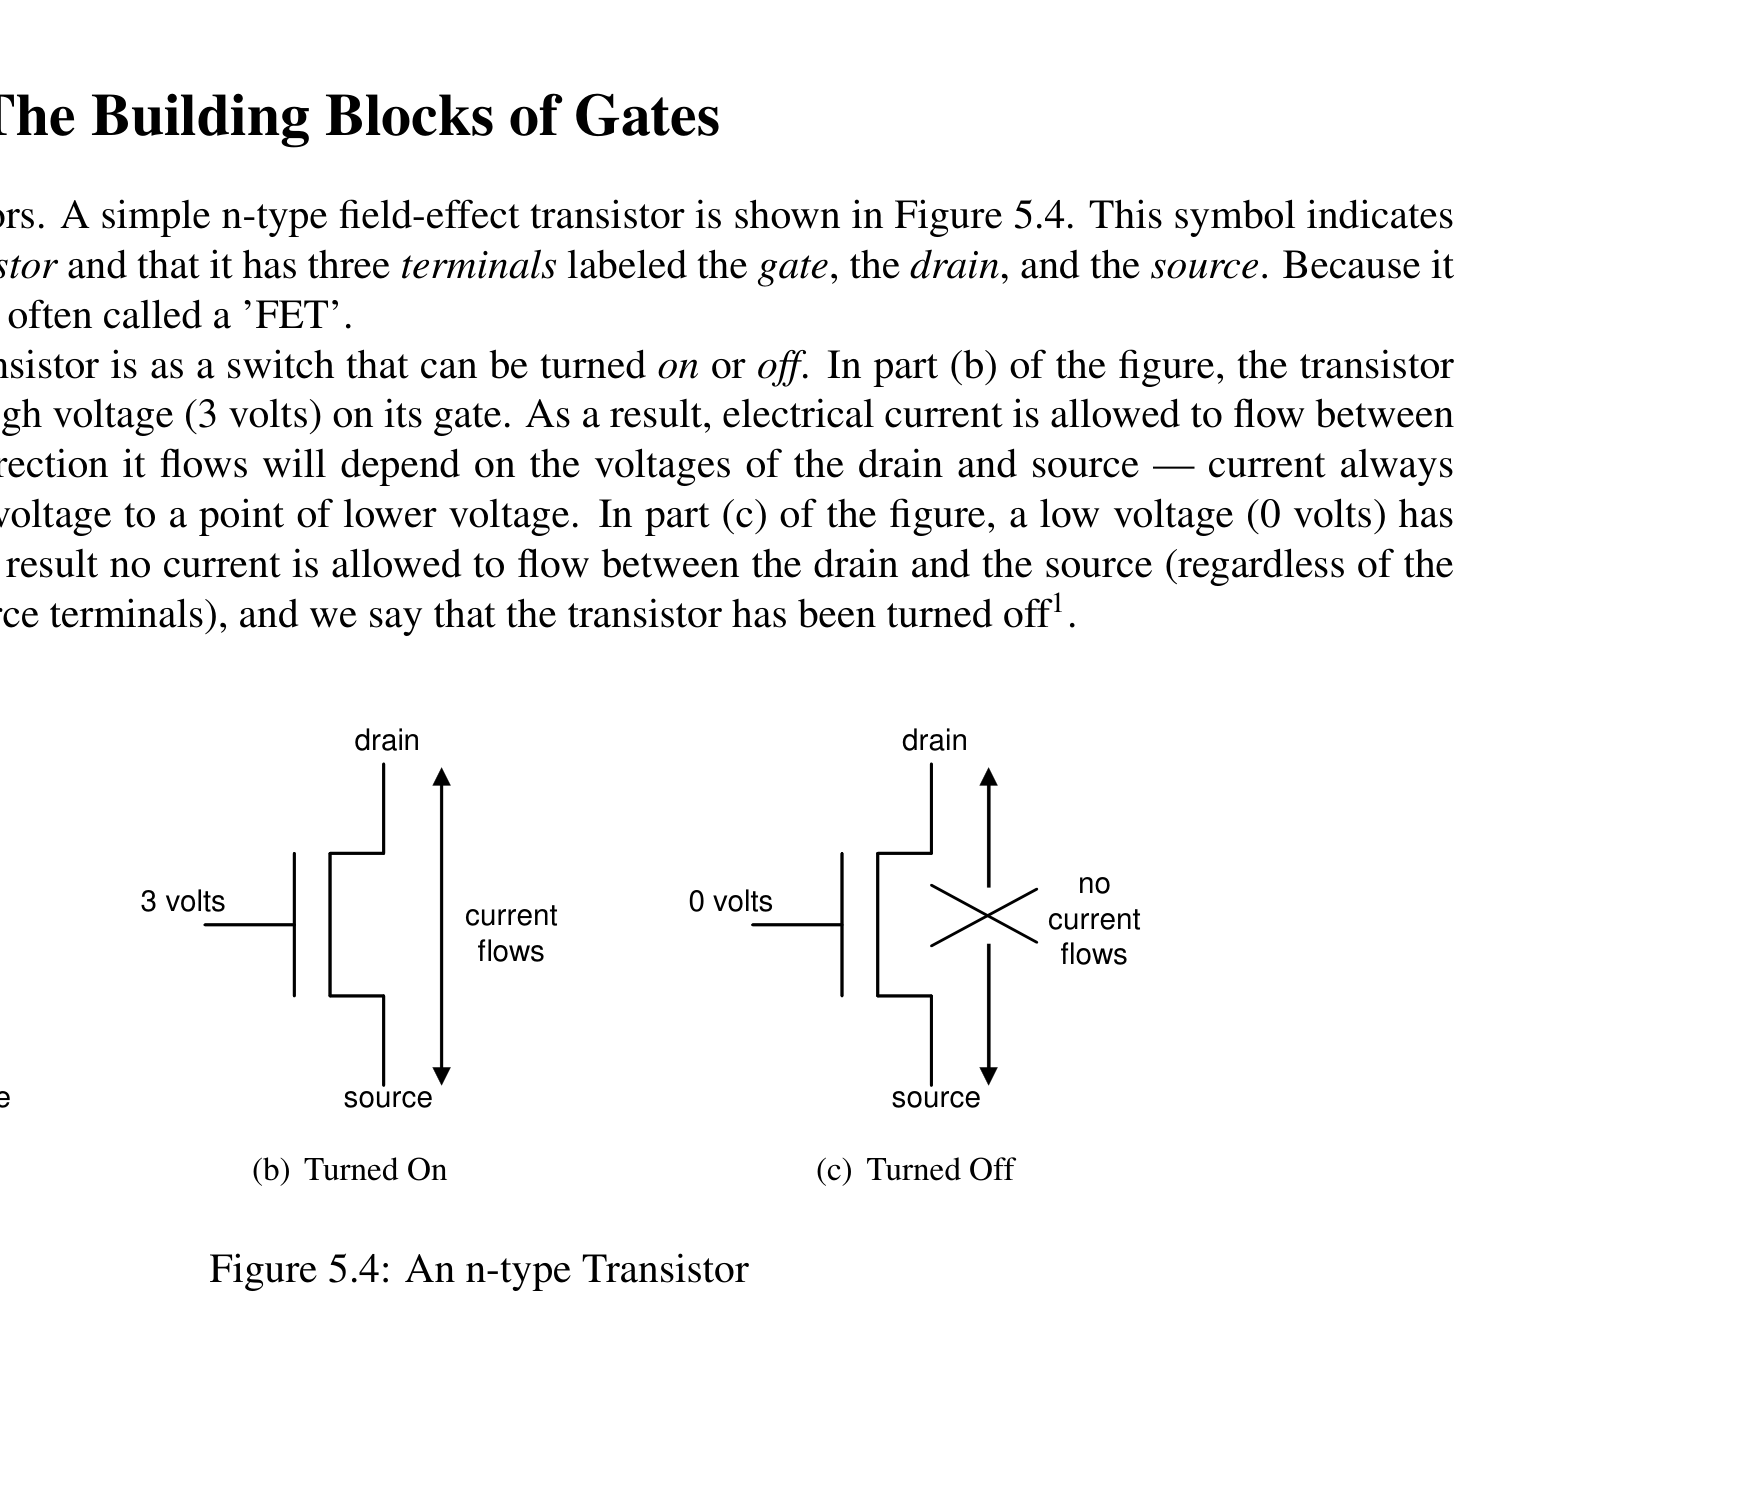 The Building Blocks of Gates
ors. A simple n-type field-effect transistor is shown in Figure 5.4. This symbol indicates
stor and that it has three terminals labeled the gate, the drain, and the source. Because it
often called a ’FET’.
nsistor is as a switch that can be turned on or off. In part (b) of the figure, the transistor
gh voltage (3 volts) on its gate. As a result, electrical current is allowed to flow between
rection it flows will depend on the voltages of the drain and source — current always
voltage to a point of lower voltage. In part (c) of the figure, a low voltage (0 volts) has
result no current is allowed to flow between the drain and the source (regardless of the
rce terminals), and we say that the transistor has been turned off¹.
drain
3 volts
current
flows
source
drain
0 volts
no
current
flows
source
e
(b) Turned On
(c) Turned Off
Figure 5.4: An n-type Transistor